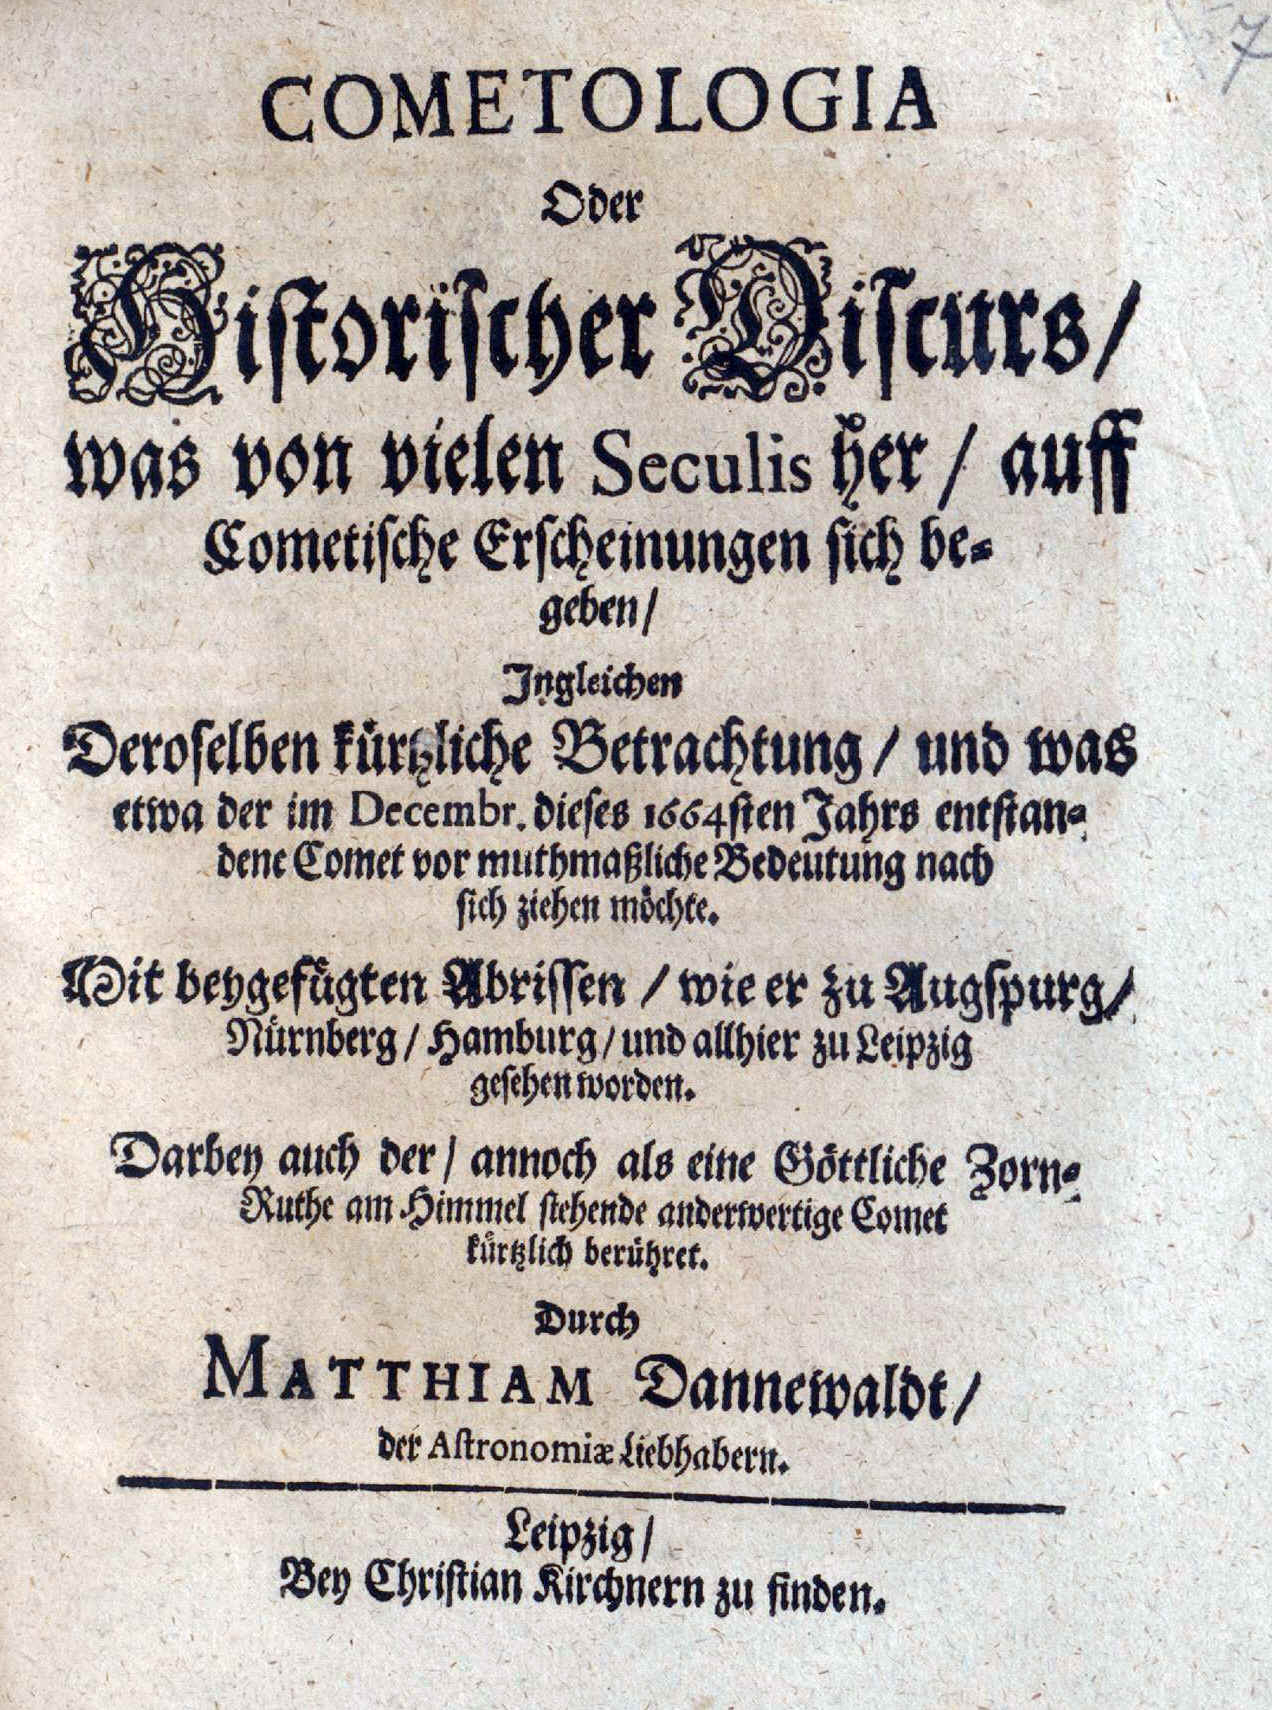 7
COMETOLOGIA
Oder
Historischer Discurs/
was von vielen Seculis her/ auff
Cometische Erscheinungen sich be-
geben/
Ingleichen
Deroselben kürtzliche Betrachtung/ und was
etwa der im Decembr. dieses 1664sten Jahrs entstan-
dene Comet vor muthmaßliche Bedeutung nach
sich ziehen möchte.
Mit beygefügten Abrissen/ wie er zu Augspurg/
Nürnberg/ Hamburg/ und allhier zu Leipzig
gesehen worden.
Darbey auch der/ annoch als eine Göttliche Zorn-
Ruthe am Himmel stehende anderwertige Comet
kürtzlich berühret.
Durch
MATTHIAM Dannewaldt/
der Astronomiæ Liebhabern.
Leipzig/
Bey Christian Kirchnern zu finden.